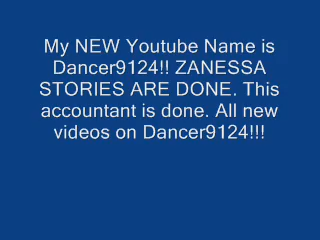 My NEW Youtube Name is
Dancer9124!! ZANESSA
STORIES ARE DONE. This
accountant is done. All new
videos on Dancer9124!!!